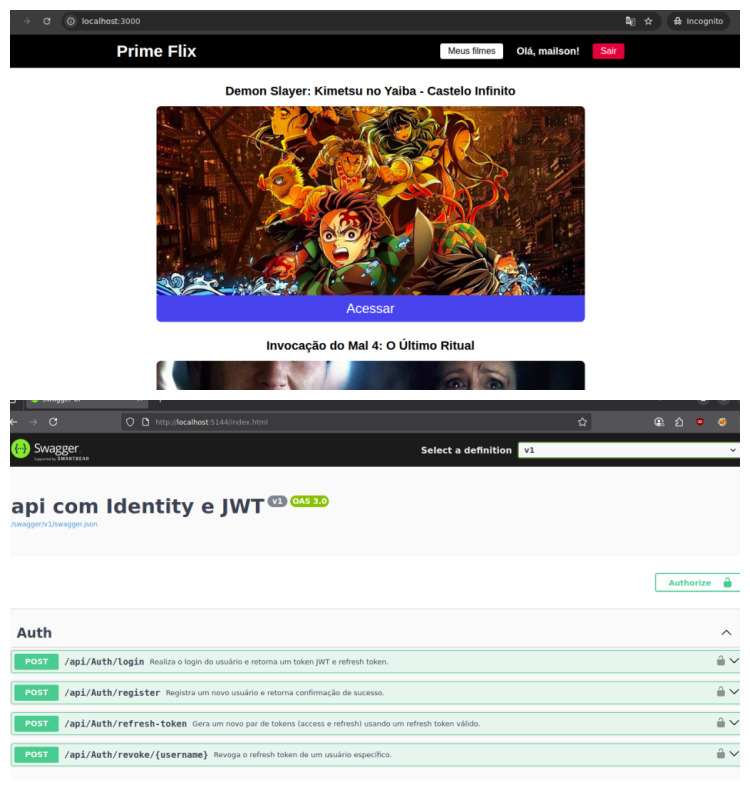 localhost:3000
Incognito
Prime Flix
Meus filmes
Olá, mailson!
Sair
Demon Slayer: Kimetsu no Yaiba - Castelo Infinito
Acessar
Invocação do Mal 4: O Último Ritual
http://localhost:5144/index.html
Swagger
Supported by SMARTBEAR
Select a definition
v1
api com Identity e JWT v1 OAS 3.0
/swagger/v1/swagger.json
Authorize
Auth
POST /api/Auth/login Realiza o login do usuário e retorna um token JWT e refresh token.
POST /api/Auth/register Registra um novo usuário e retorna confirmação de sucesso.
POST /api/Auth/refresh-token Gera um novo par de tokens (access e refresh) usando um refresh token válido.
POST /api/Auth/revoke/{username} Revoga o refresh token de um usuário específico.